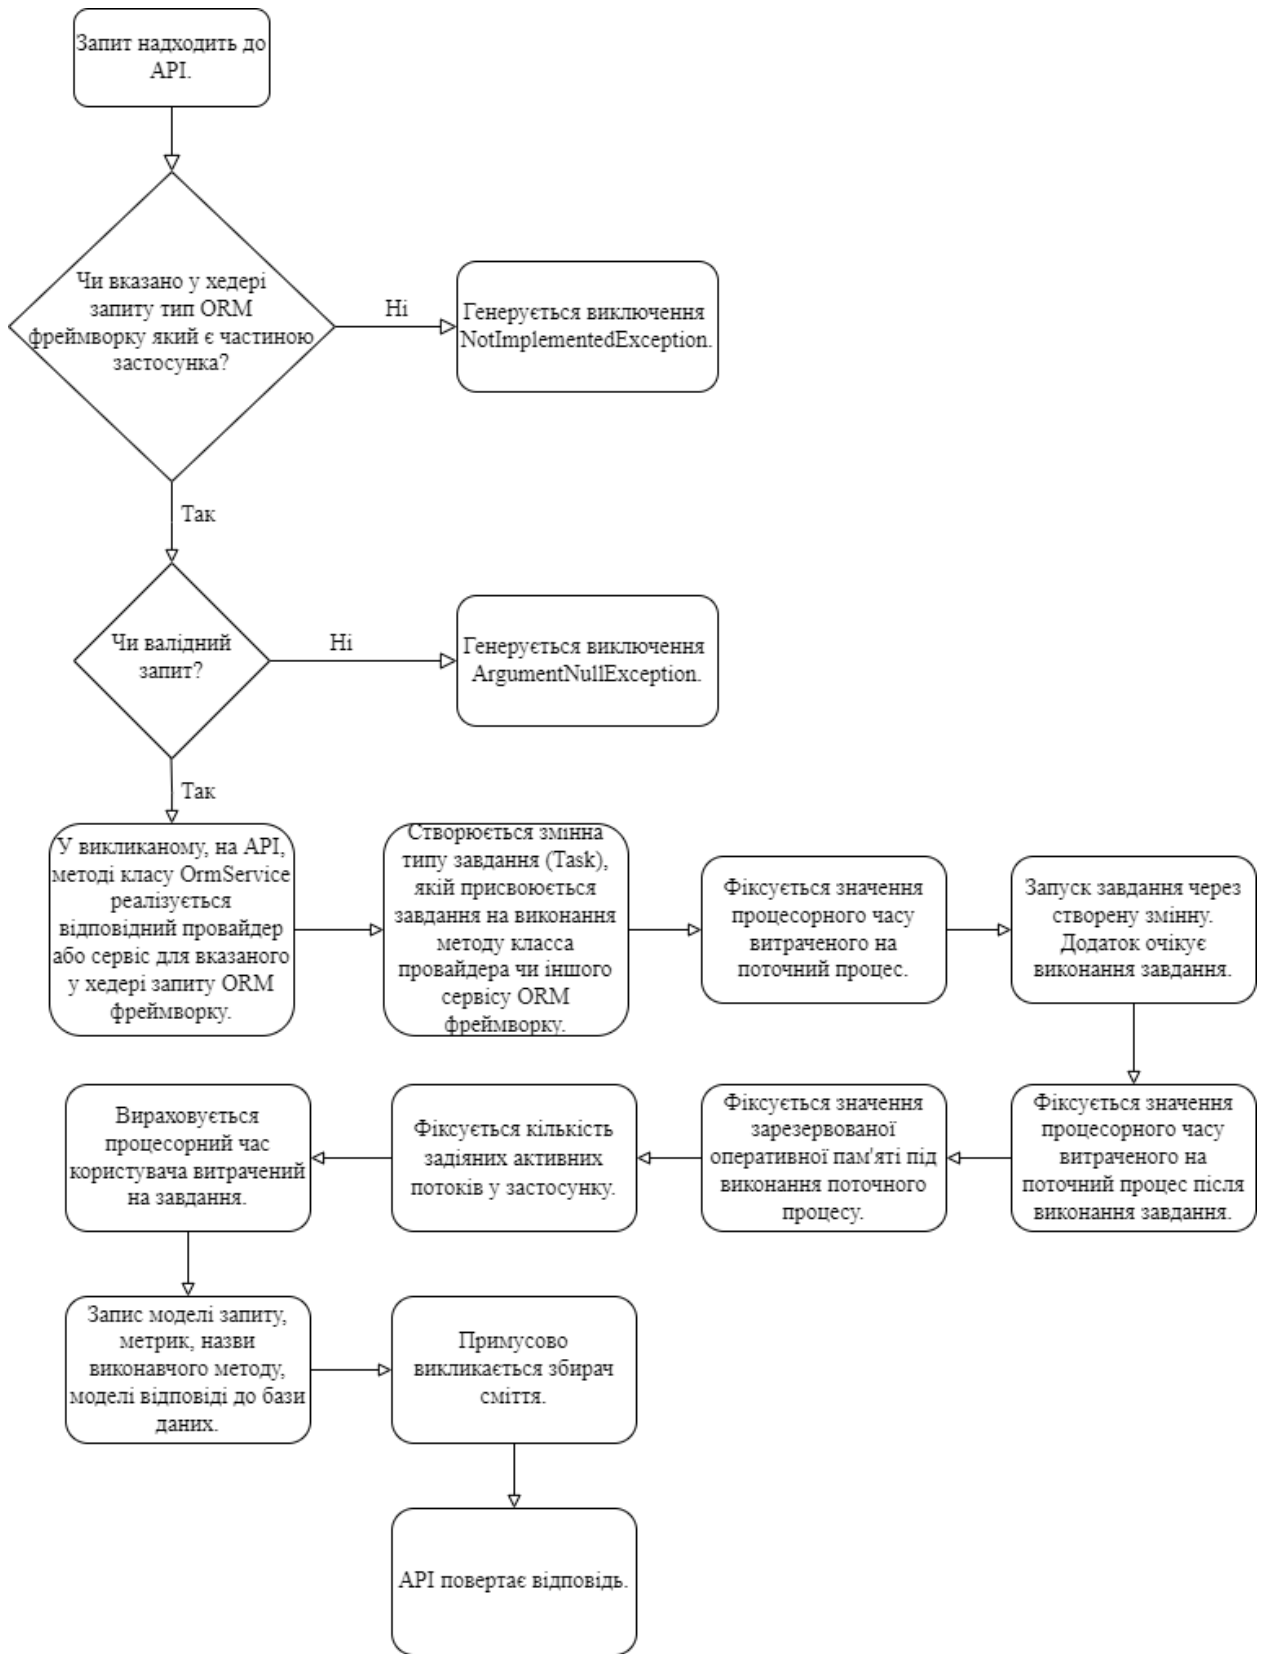 Запит надходить до
API.
Чи вказано у хедері
запиту тип ORM
фреймворку який є частиною
застосунка?
Ні
Генерується виключення
NotImplementedException.
Так
Чи валідний
запит?
Ні
Генерується виключення
ArgumentNullException.
Так
У викликаному, на API,
методі класу OrmService
реалізується
відповідний провайдер
або сервіс для вказаного
у хедері запиту ORM
фреймворку.
Створюється змінна
типу завдання (Task),
якій присвоюється
завдання на виконання
методу класса
провайдера чи іншого
сервісу ORM
фреймворку.
Фіксується значення
процесорного часу
витраченого на
поточний процес.
Запуск завдання через
створену змінну.
Додаток очікує
виконання завдання.
Фіксується значення
процесорного часу
витраченого на
поточний процес після
виконання завдання.
Фіксується значення
зарезервованої
оперативної пам'яті під
виконання поточного
процесу.
Фіксується кількість
задіяних активних
потоків у застосунку.
Вираховується
процесорний час
користувача витрачений
на завдання.
Запис моделі запиту,
метрик, назви
виконавчого методу,
моделі відповіді до бази
даних.
Примусово
викликається збирач
сміття.
API повертає відповідь.